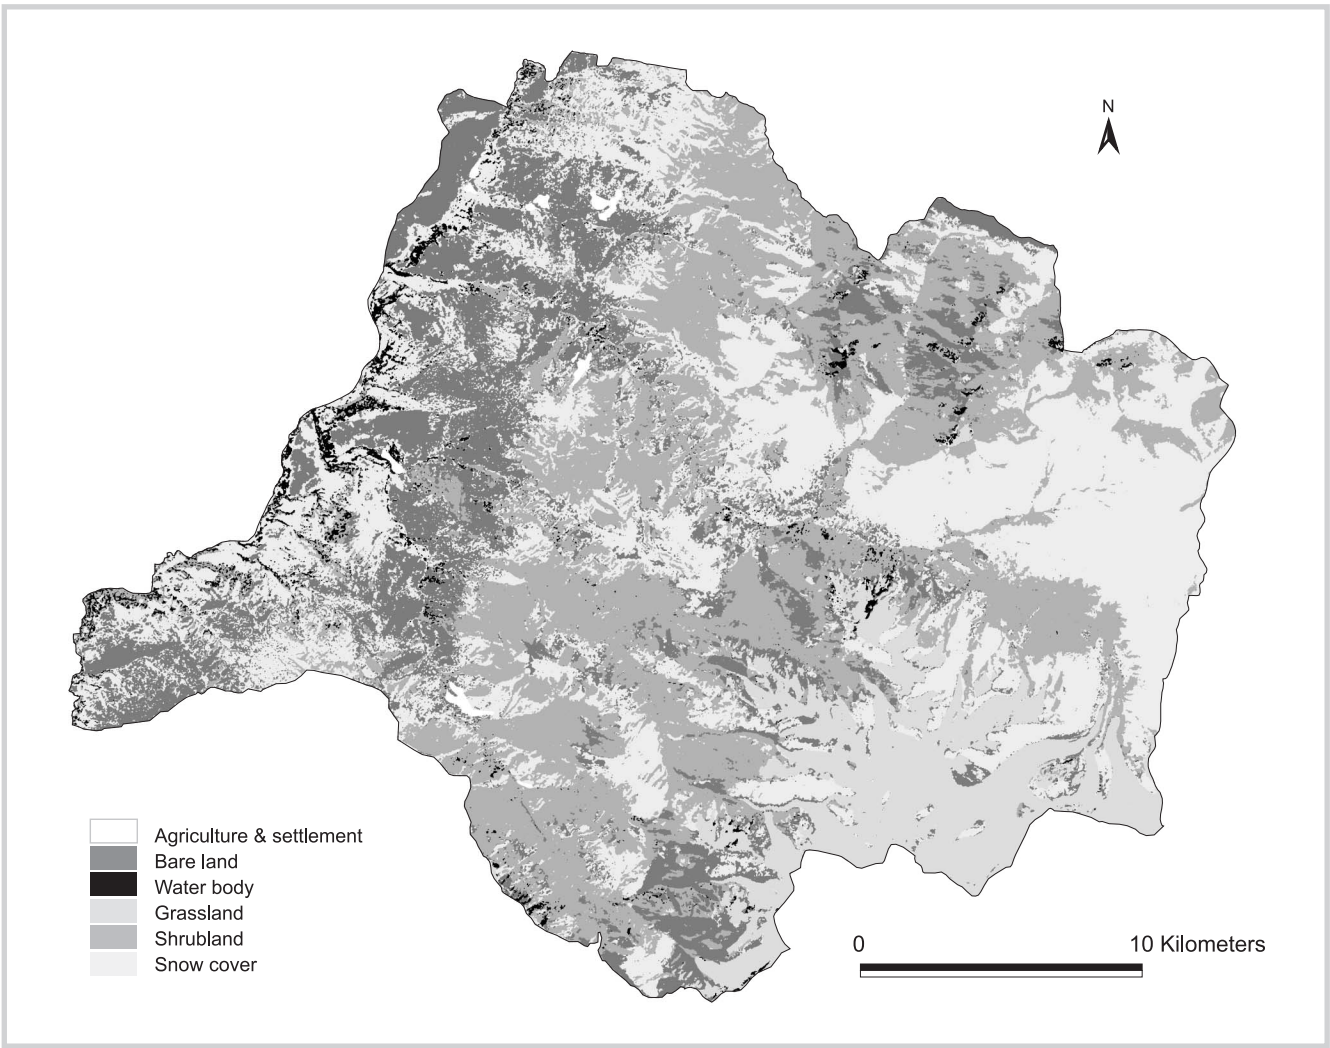 N
Agriculture & settlement
Bare land
Water body
Grassland
Shrubland
Snow cover
0 10 Kilometers